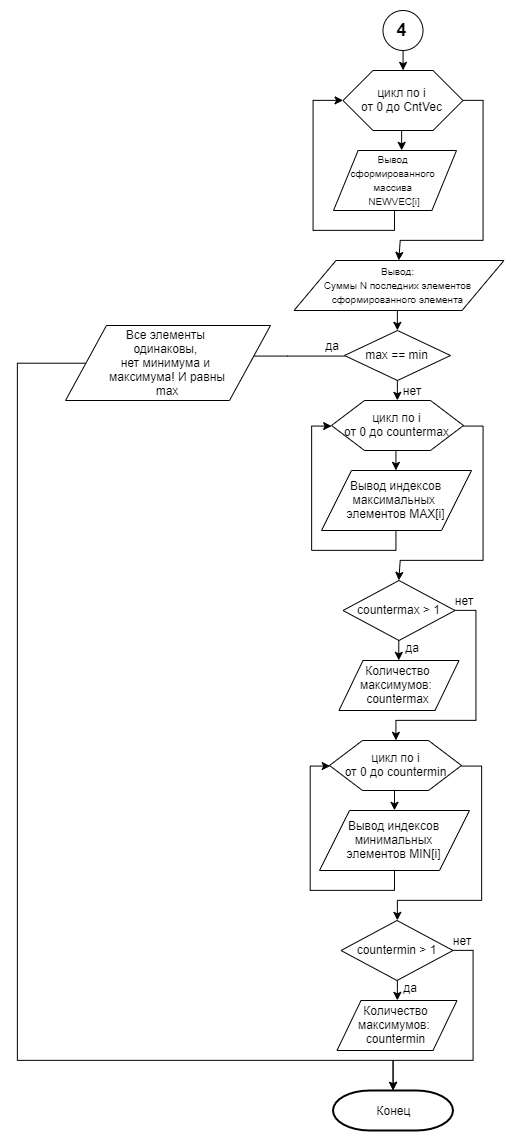 4
цикл по i
от 0 до CntVec
Вывод
сформированного
массива
NEWVEC[i]
Вывод:
Суммы N последних элементов
сформированного элемента
Все элементы
одинаковы,
нет минимума и
максимума! И равны
max
да
max == min
нет
цикл по i
от 0 до countermax
Вывод индексов
максимальных
элементов MAX[i]
countermax > 1
нет
да
Количество
максимумов:
countermax
цикл по i
от 0 до countermin
Вывод индексов
минимальных
элементов MIN[i]
countermin > 1
нет
да
Количество
максимумов:
countermin
Конец